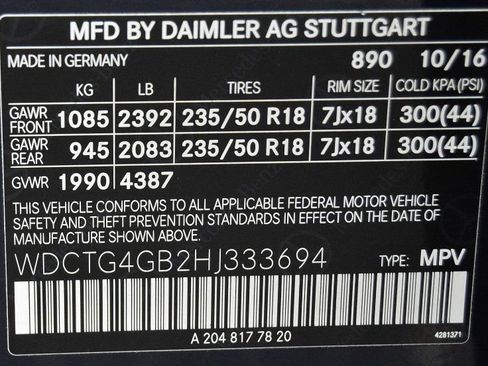 MFD BY DAIMLER AG STUTTGART
MADE IN GERMANY 890 10/16
KG LB TIRES RIM SIZE COLD KPA(PSI)
GAWR FRONT 1085 2392 235/50 R18 7Jx18 300(44)
GAWR REAR 945 2083 235/50 R18 7Jx18 300(44)
GVWR 1990 4387
THIS VEHICLE CONFORMS TO ALL APPLICABLE FEDERAL MOTOR VEHICLE
SAFETY AND THEFT PREVENTION STANDARDS IN EFFECT ON THE DATE
OF MANUFACTURE SHOWN ABOVE.
WDCTG4GB2HJ333694 TYPE: MPV
A 204 817 78 20
4281371